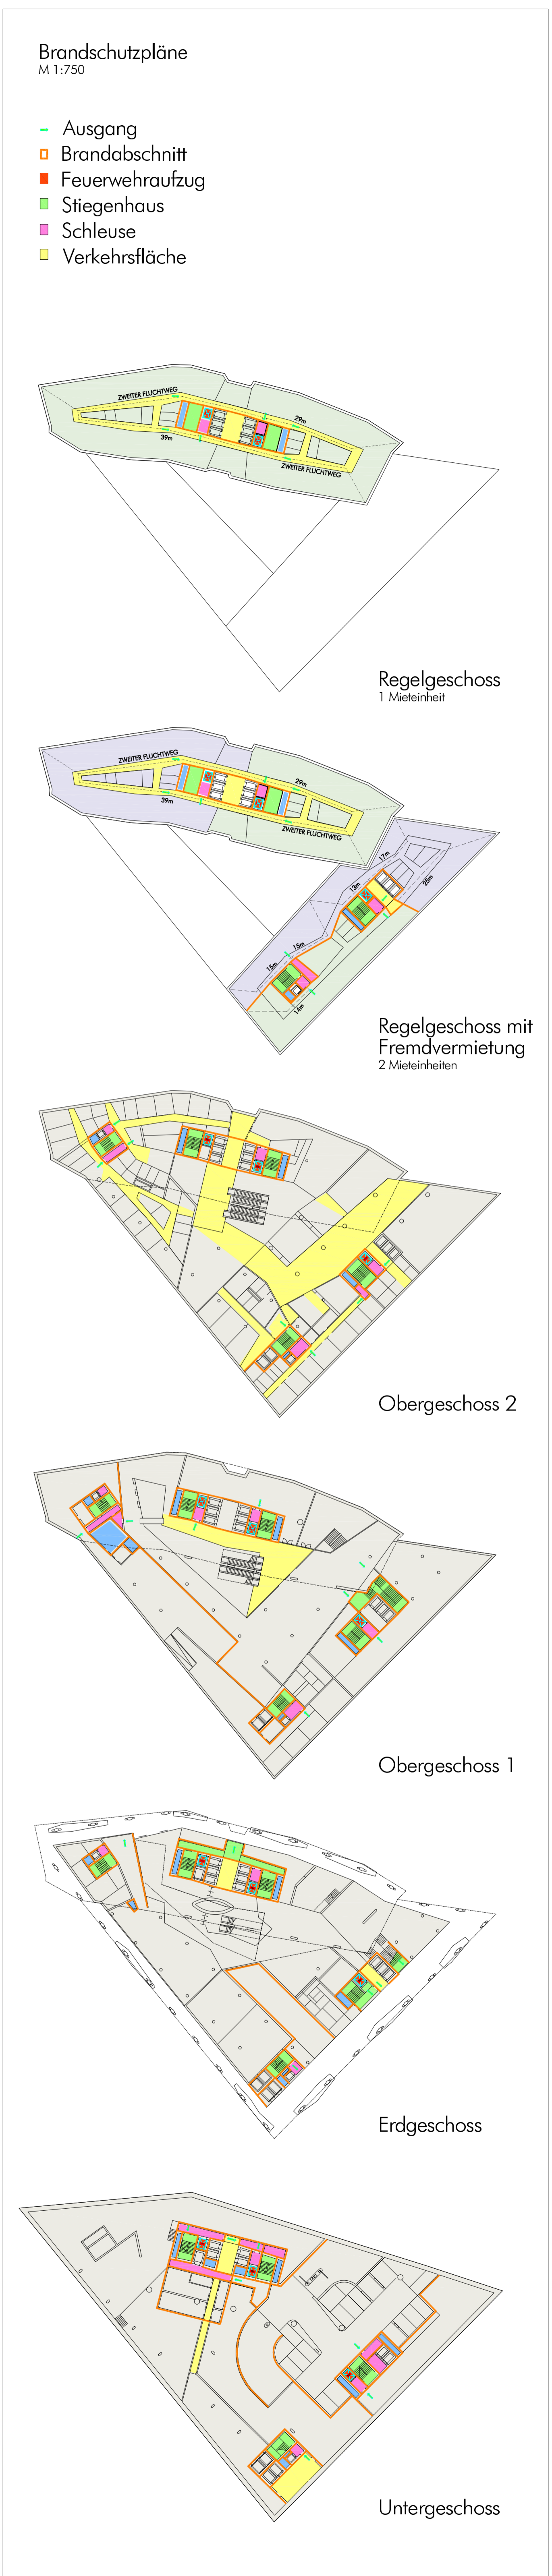 Brandschutzpläne
M 1:750
Ausgang
Brandabschnitt
Feuerwehraufzug
Stiegenhaus
Schleuse
Verkehrsfläche
ZWEITER FLUCHTWEG
29m
39m
ZWEITER FLUCHTWEG
Regelgeschoss
1 Mieteinheit
ZWEITER FLUCHTWEG
29m
39m
ZWEITER FLUCHTWEG
17m
25m
13m
15m
15m
14m
Regelgeschoss mit
Fremdvermietung
2 Mieteinheiten
Obergeschoss 2
Obergeschoss 1
Erdgeschoss
Untergeschoss